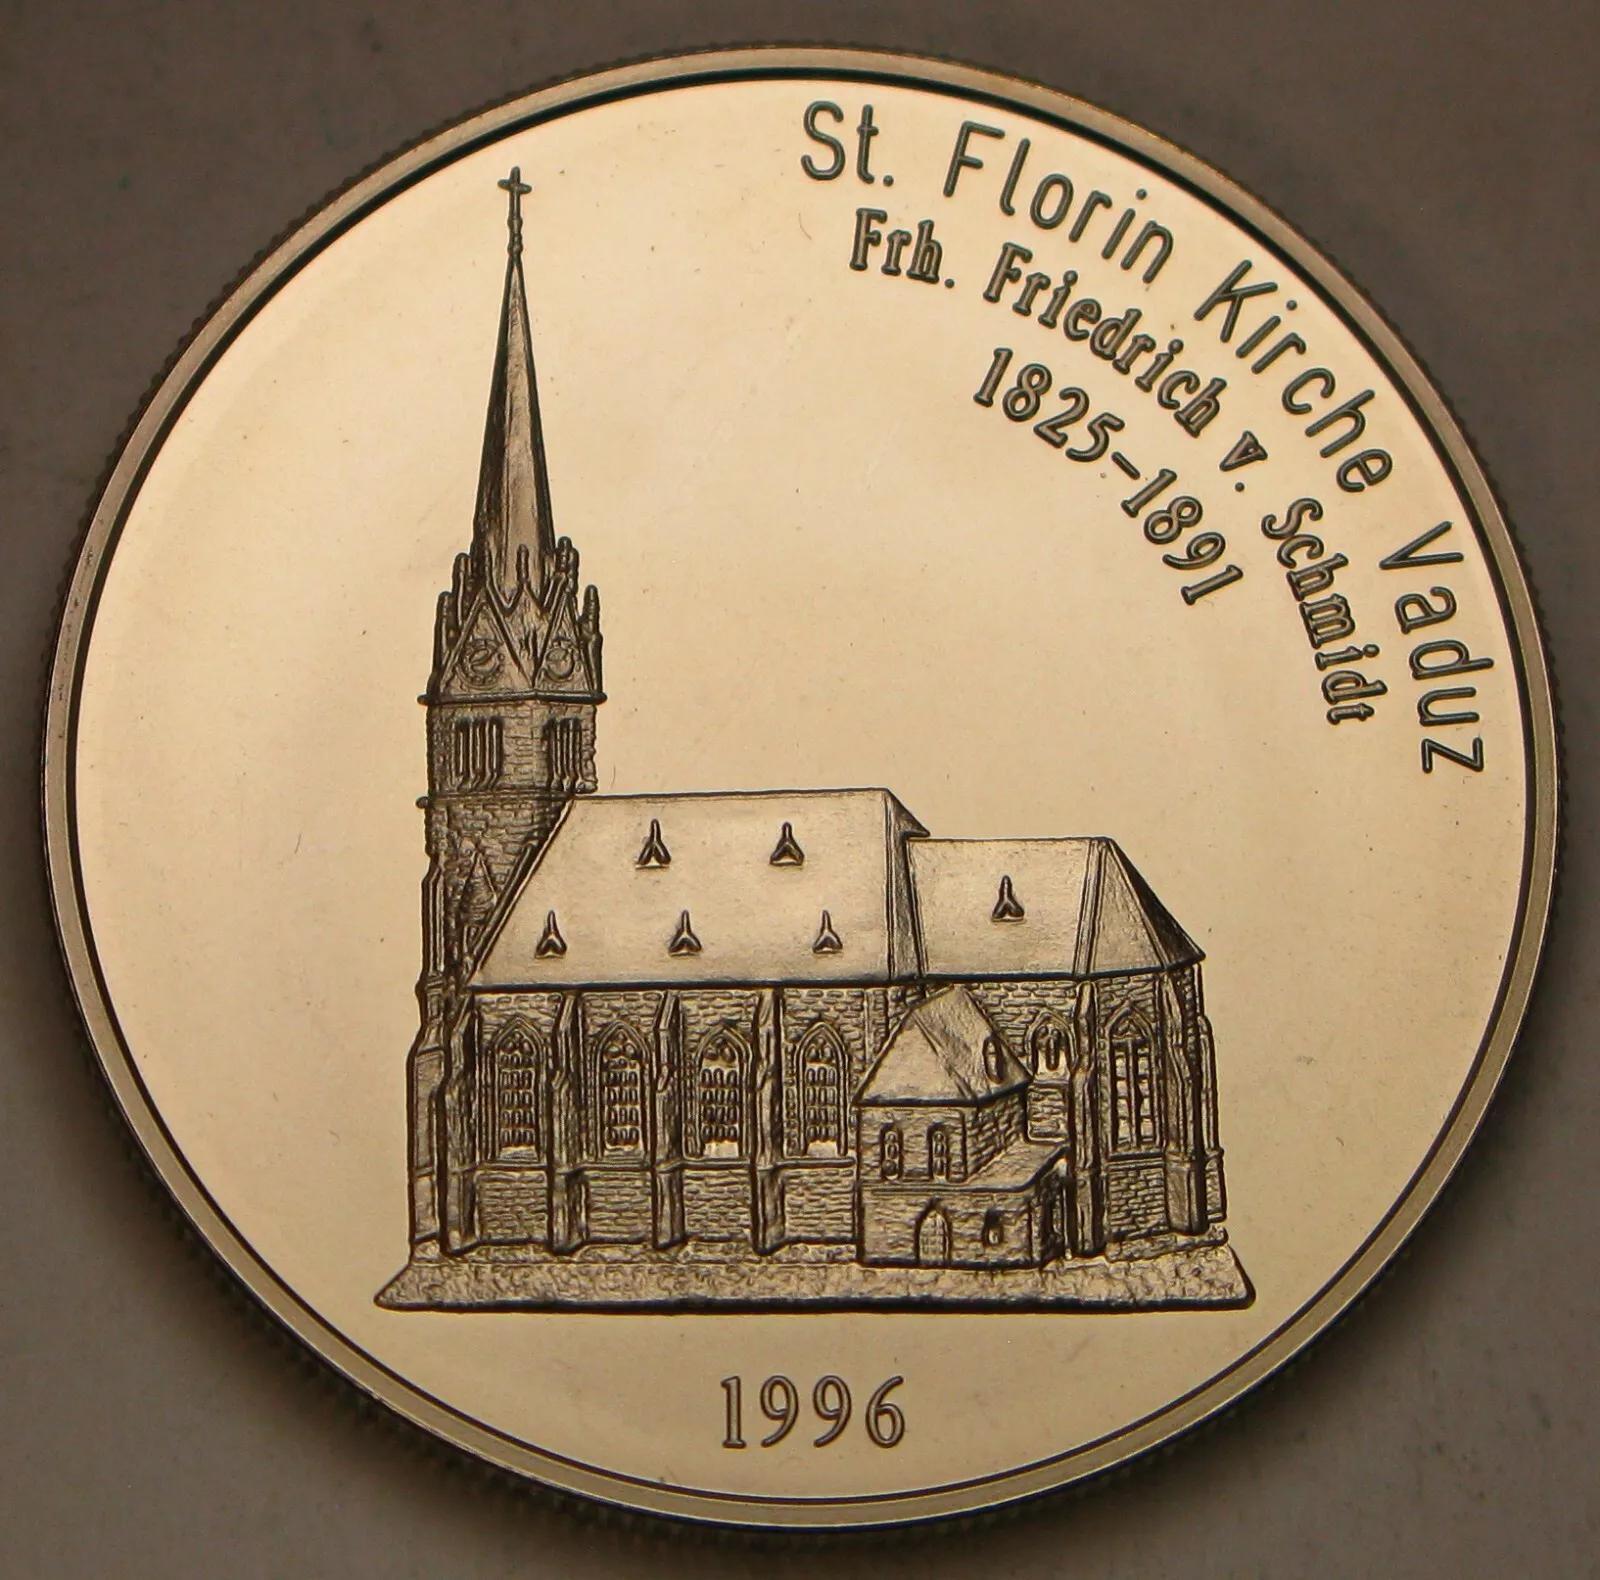 St. Florin Kirche Vaduz
Frh. Friedrich v. Schmidt
1825-1891
1996